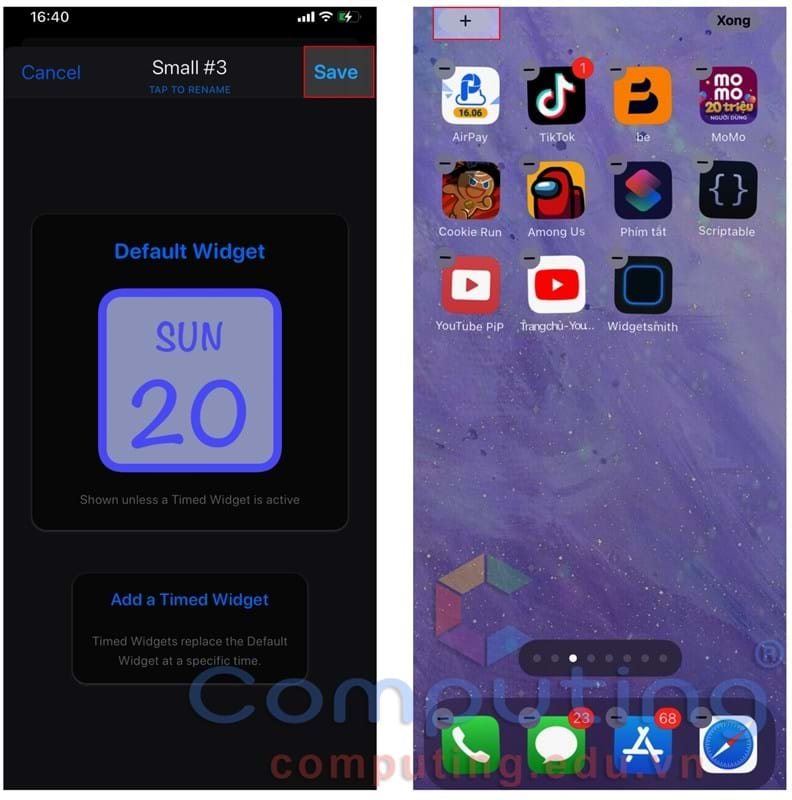 16:40
Cancel
Small #3
TAP TO RENAME
Save
Default Widget
SUN
20
Shown unless a Timed Widget is active
Add a Timed Widget
Timed Widgets replace the Default
Widget at a specific time.
+
Xong
16.06
1
mo
mo
20 triệu
NGƯỜI DÙNG
AirPay
TikTok
be
MoMo
{ }
Cookie Run
Among Us
Phím tắt
Scriptable
YouTube PiP
Trang chủ - You...
Widgetsmith
23
68
Computing ®
computing.edu.vn